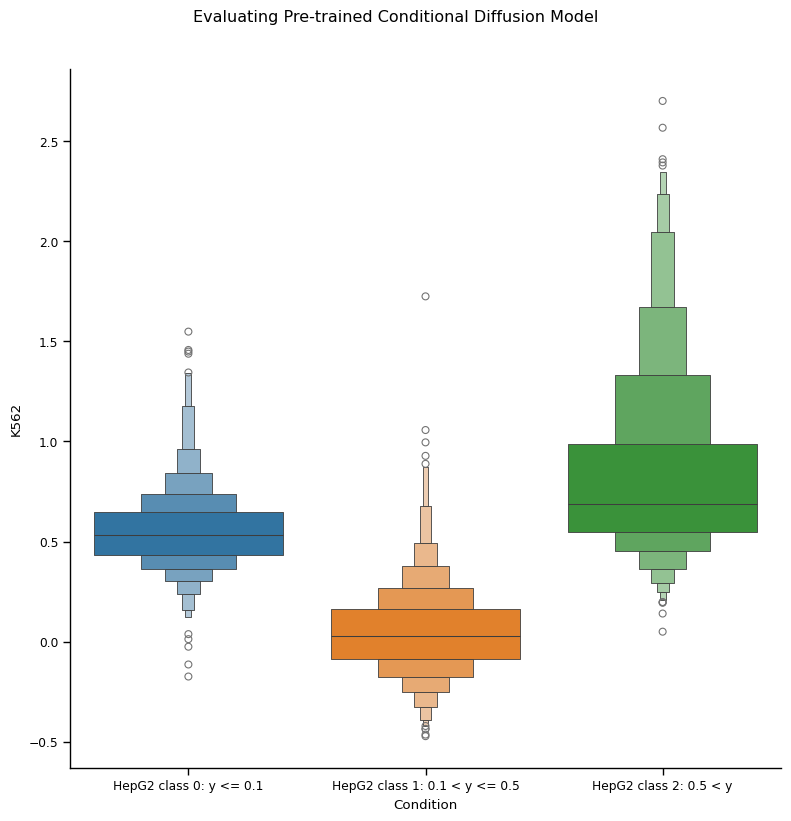 Evaluating Pre-trained Conditional Diffusion Model
2.5
2.0
1.5
1.0
0.5
0.0
−0.5
K562
HepG2 class 0: y <= 0.1
HepG2 class 1: 0.1 < y <= 0.5
HepG2 class 2: 0.5 < y
Condition